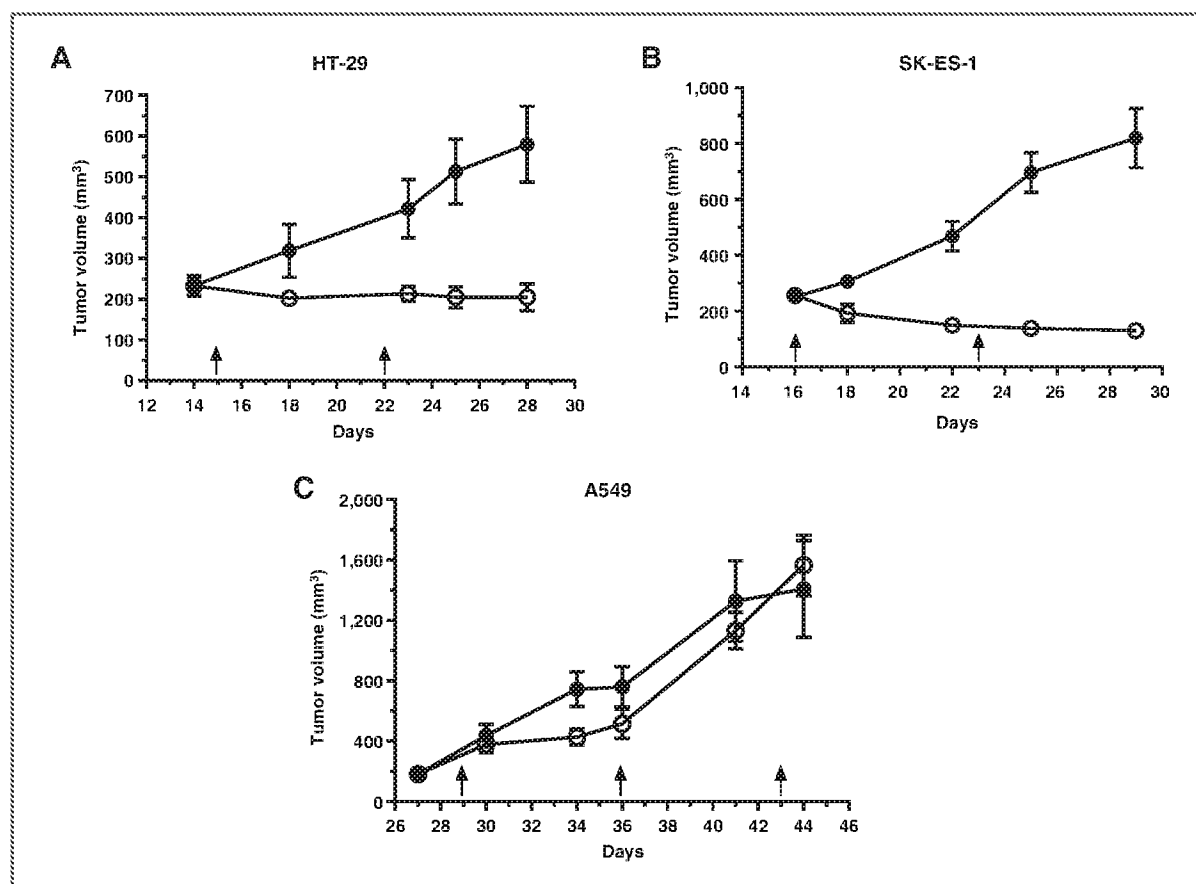 A
HT-29
700
600
500
400
300
200
100
0
Tumor volume (mm³)
12 14 16 18 20 22 24 26 28 30
Days
B
SK-ES-1
1,000
800
600
400
200
0
Tumor volume (mm³)
14 16 18 20 22 24 26 28 30
Days
C
A549
2,000
1,600
1,200
800
400
0
Tumor volume (mm³)
26 28 30 32 34 36 38 40 42 44 46
Days